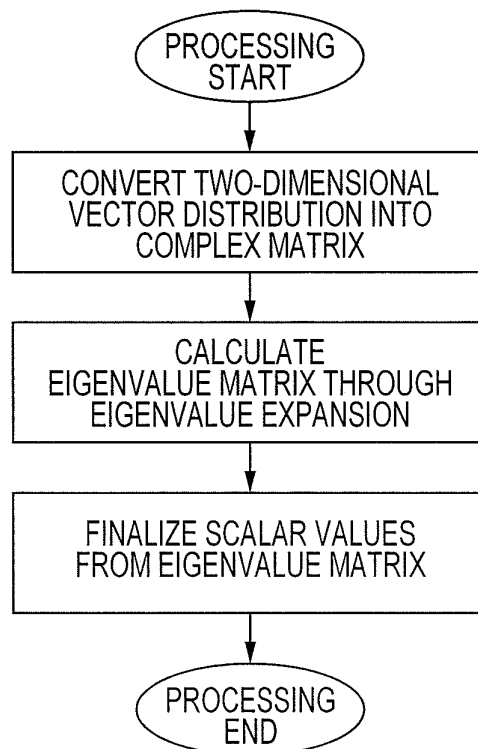 PROCESSING
START
CONVERT TWO-DIMENSIONAL
VECTOR DISTRIBUTION INTO
COMPLEX MATRIX
CALCULATE
EIGENVALUE MATRIX THROUGH
EIGENVALUE EXPANSION
FINALIZE SCALAR VALUES
FROM EIGENVALUE MATRIX
PROCESSING
END